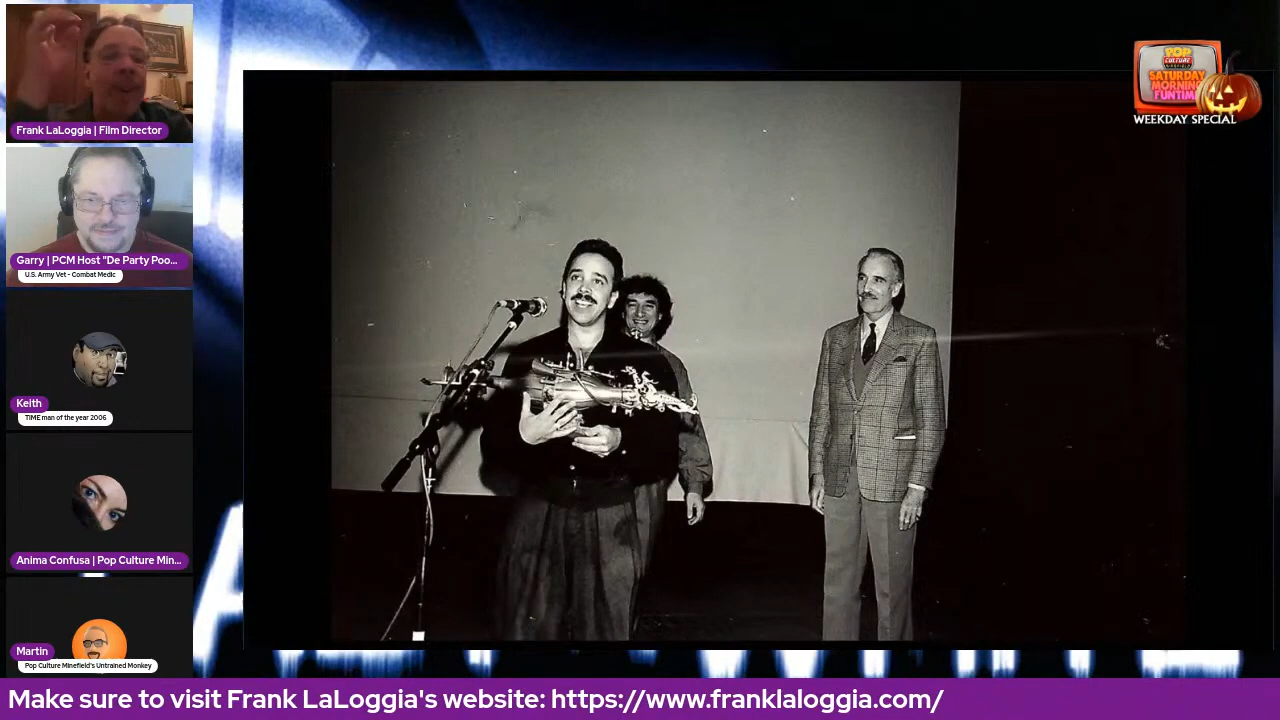 Frank LaLoggia | Film Director
Garry | PCM Host "De Party Poo...
U.S. Army Vet - Combat Medic
Keith
TIME man of the year 2006
Anima Confusa | Pop Culture Min...
Martin
Pop Culture Minefield's Untrained Monkey
POP
CULTURE
SATURDAY
MORNING
FUNTIME
WEEKDAY SPECIAL
Make sure to visit Frank LaLoggia's website: https://www.franklaloggia.com/